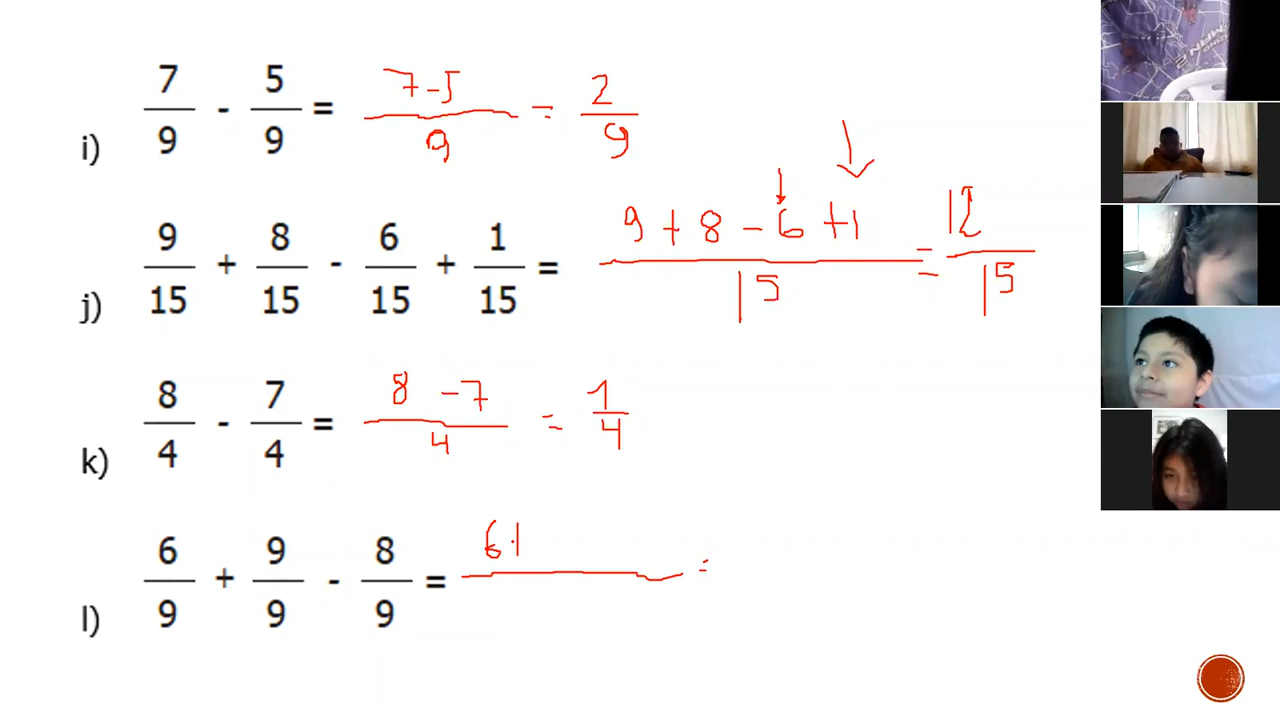 i) 7/9 - 5/9 = 7-5/9 = 2/9
j) 9/15 + 8/15 - 6/15 + 1/15 = 9+8-6+1/15 = 12/15
k) 8/4 - 7/4 = 8-7/4 = 1/4
l) 6/9 + 9/9 - 8/9 = 6+ =